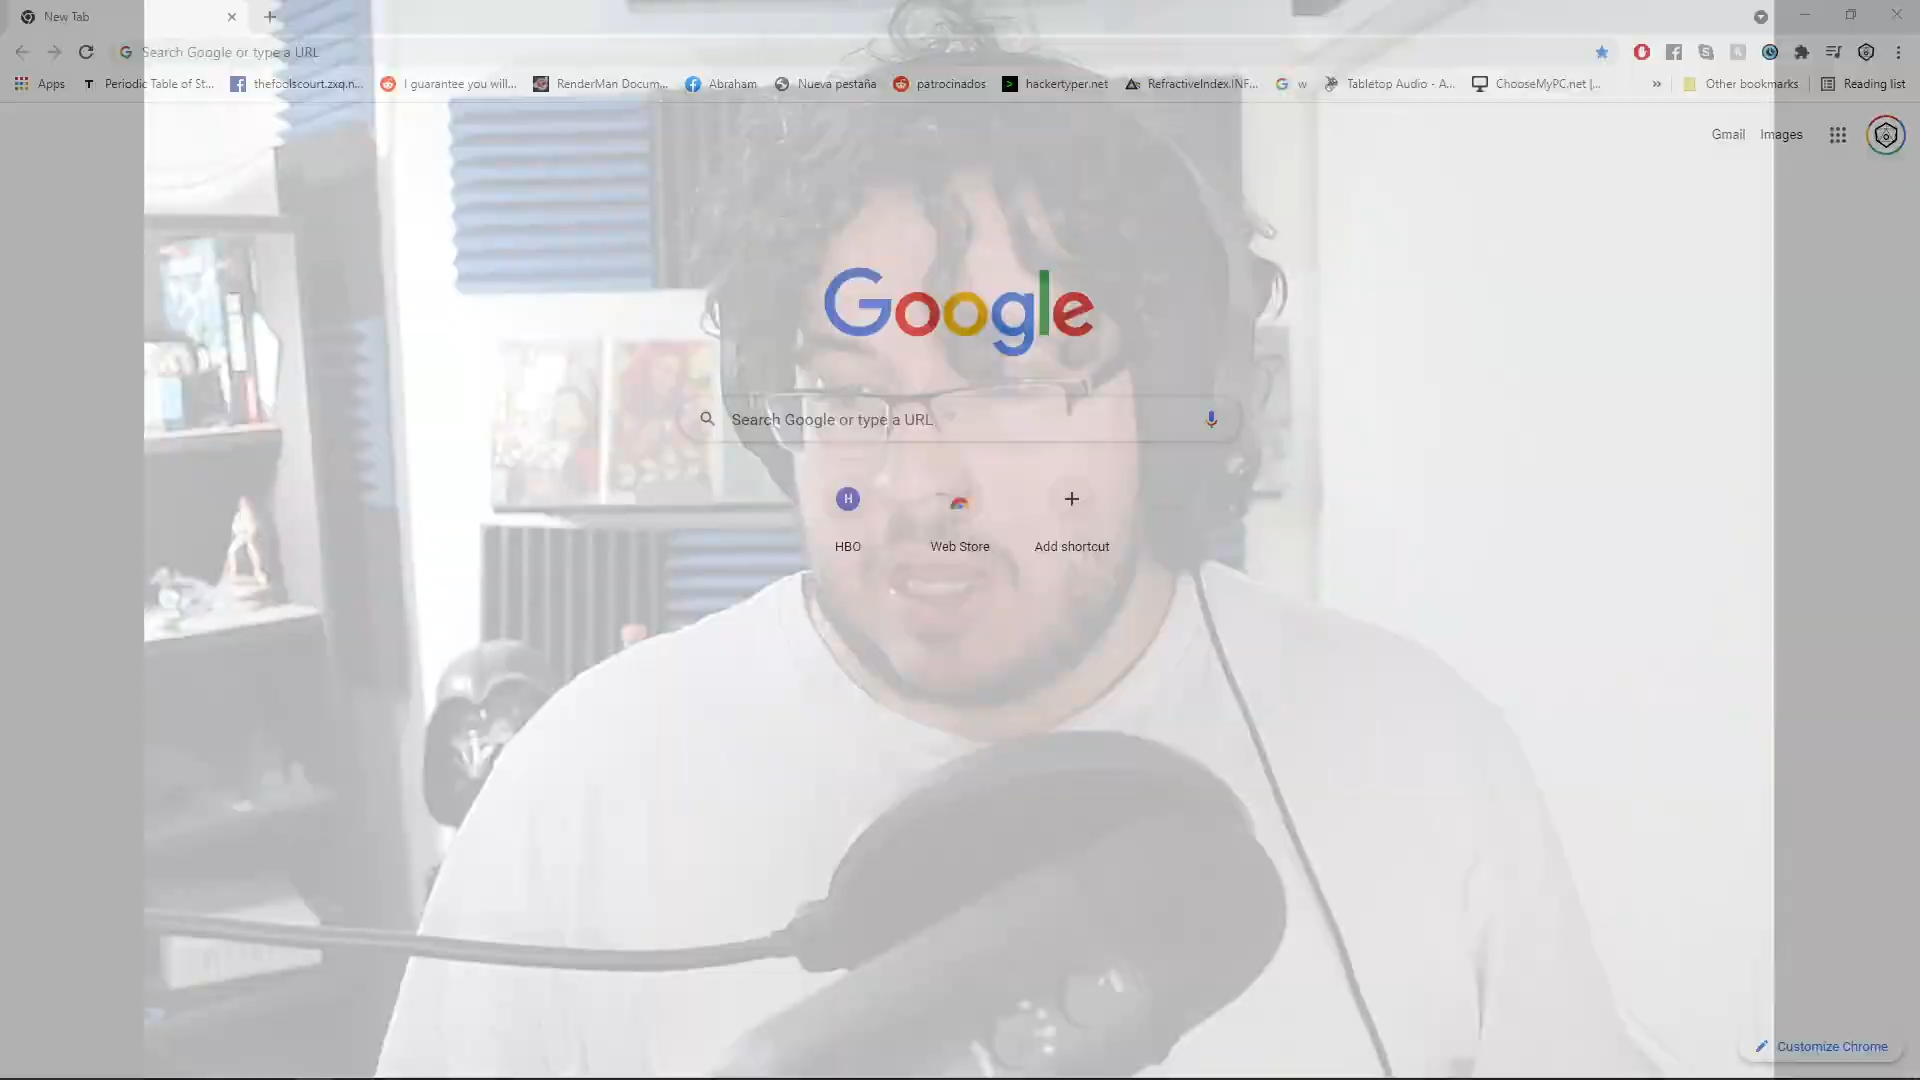 New Tab
Search Google or type a URL
Apps
Periodic Table of St...
thefoolscourt.zxq.n...
I guarantee you will...
RenderMan Docum...
Abraham
Nueva pestaña
patrocinados
hackertyper.net
RefractiveIndex.INF...
w
Tabletop Audio - A...
ChooseMyPC.net |...
»
Other bookmarks
Reading list
Gmail
Images
Google
Search Google or type a URL
H
HBO
Web Store
Add shortcut
Customize Chrome